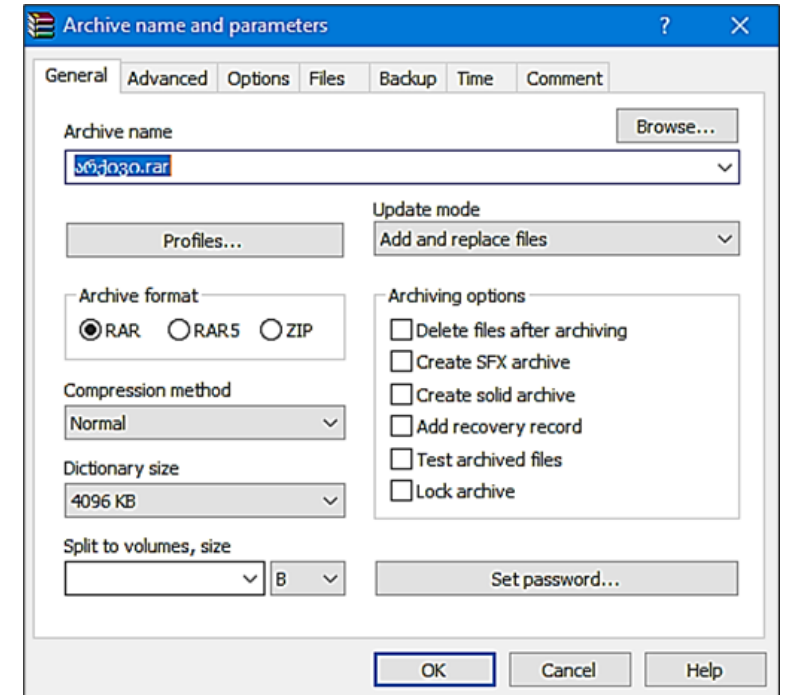 Archive name and parameters
General Advanced Options Files Backup Time Comment
Archive name
Browse...
არქივი.rar
Update mode
Profiles...
Add and replace files
Archive format
RAR RAR5 ZIP
Archiving options
Delete files after archiving
Create SFX archive
Create solid archive
Add recovery record
Test archived files
Lock archive
Compression method
Normal
Dictionary size
4096 KB
Split to volumes, size
B
Set password...
OK Cancel Help